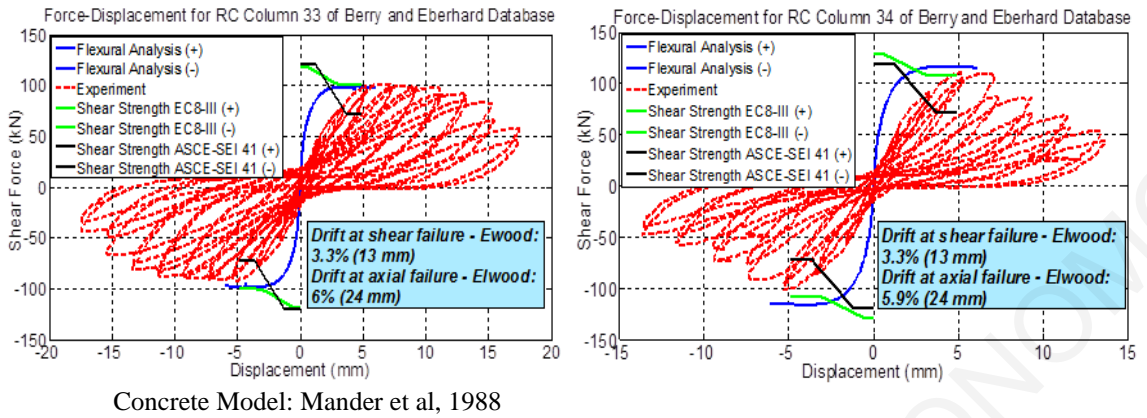 Force-Displacement for RC Column 33 of Berry and Eberhard Database
150
100
50
0
-50
-100
-150
Shear Force (kN)
Flexural Analysis (+)
Flexural Analysis (-)
Experiment
Shear Strength EC8-III (+)
Shear Strength EC8-III (-)
Shear Strength ASCE-SEI 41 (+)
Shear Strength ASCE-SEI 41 (-)
Drift at shear failure - Ewood:
3.3% (13 mm)
Drift at axial failure - Elwood:
6% (24 mm)
-20 -15 -10 -5 0 5 10 15 20
Displacement (mm)
Force-Displacement for RC Column 34 of Berry and Eberhard Database
150
100
50
0
-50
-100
-150
Shear Force (kN)
Flexural Analysis (+)
Flexural Analysis (-)
Experiment
Shear Strength EC8-III (+)
Shear Strength EC8-III (-)
Shear Strength ASCE-SEI 41 (+)
Shear Strength ASCE-SEI 41 (-)
Drift at shear failure - Elwood:
3.3% (13 mm)
Drift at axial failure - Elwood:
5.9% (24 mm)
-15 -10 -5 0 5 10 15
Displacement (mm)
Concrete Model: Mander et al, 1988